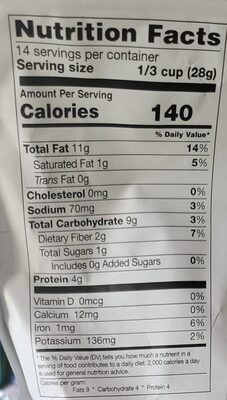 Nutrition Facts
14 servings per container
Serving size 1/3 cup (28g)
Amount Per Serving
Calories 140
% Daily Value*
Total Fat 11g 14%
Saturated Fat 1g 5%
Trans Fat 0g
Cholesterol 0mg 0%
Sodium 70mg 3%
Total Carbohydrate 9g 3%
Dietary Fiber 2g 7%
Total Sugars 1g
Includes 0g Added Sugars 0%
Protein 4g
Vitamin D 0mcg 0%
Calcium 12mg 0%
Iron 1mg 6%
Potassium 136mg 2%
*The % Daily Value (DV) tells you how much a nutrient in a
serving of food contributes to a daily diet. 2,000 calories a day
is used for general nutrition advice.
Calories per gram:
Fats 9 • Carbohydrate 4 • Protein 4